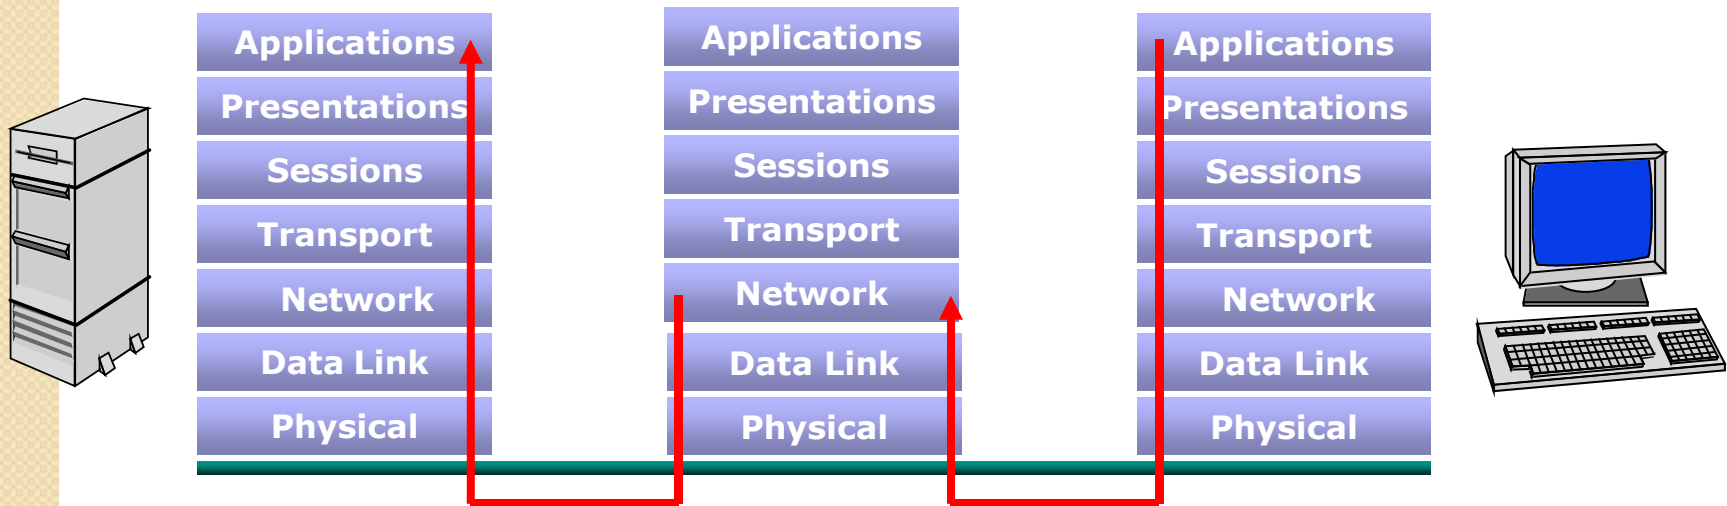 Applications
Presentations
Sessions
Transport
Network
Data Link
Physical
Applications
Presentations
Sessions
Transport
Network
Data Link
Physical
Applications
Presentations
Sessions
Transport
Network
Data Link
Physical